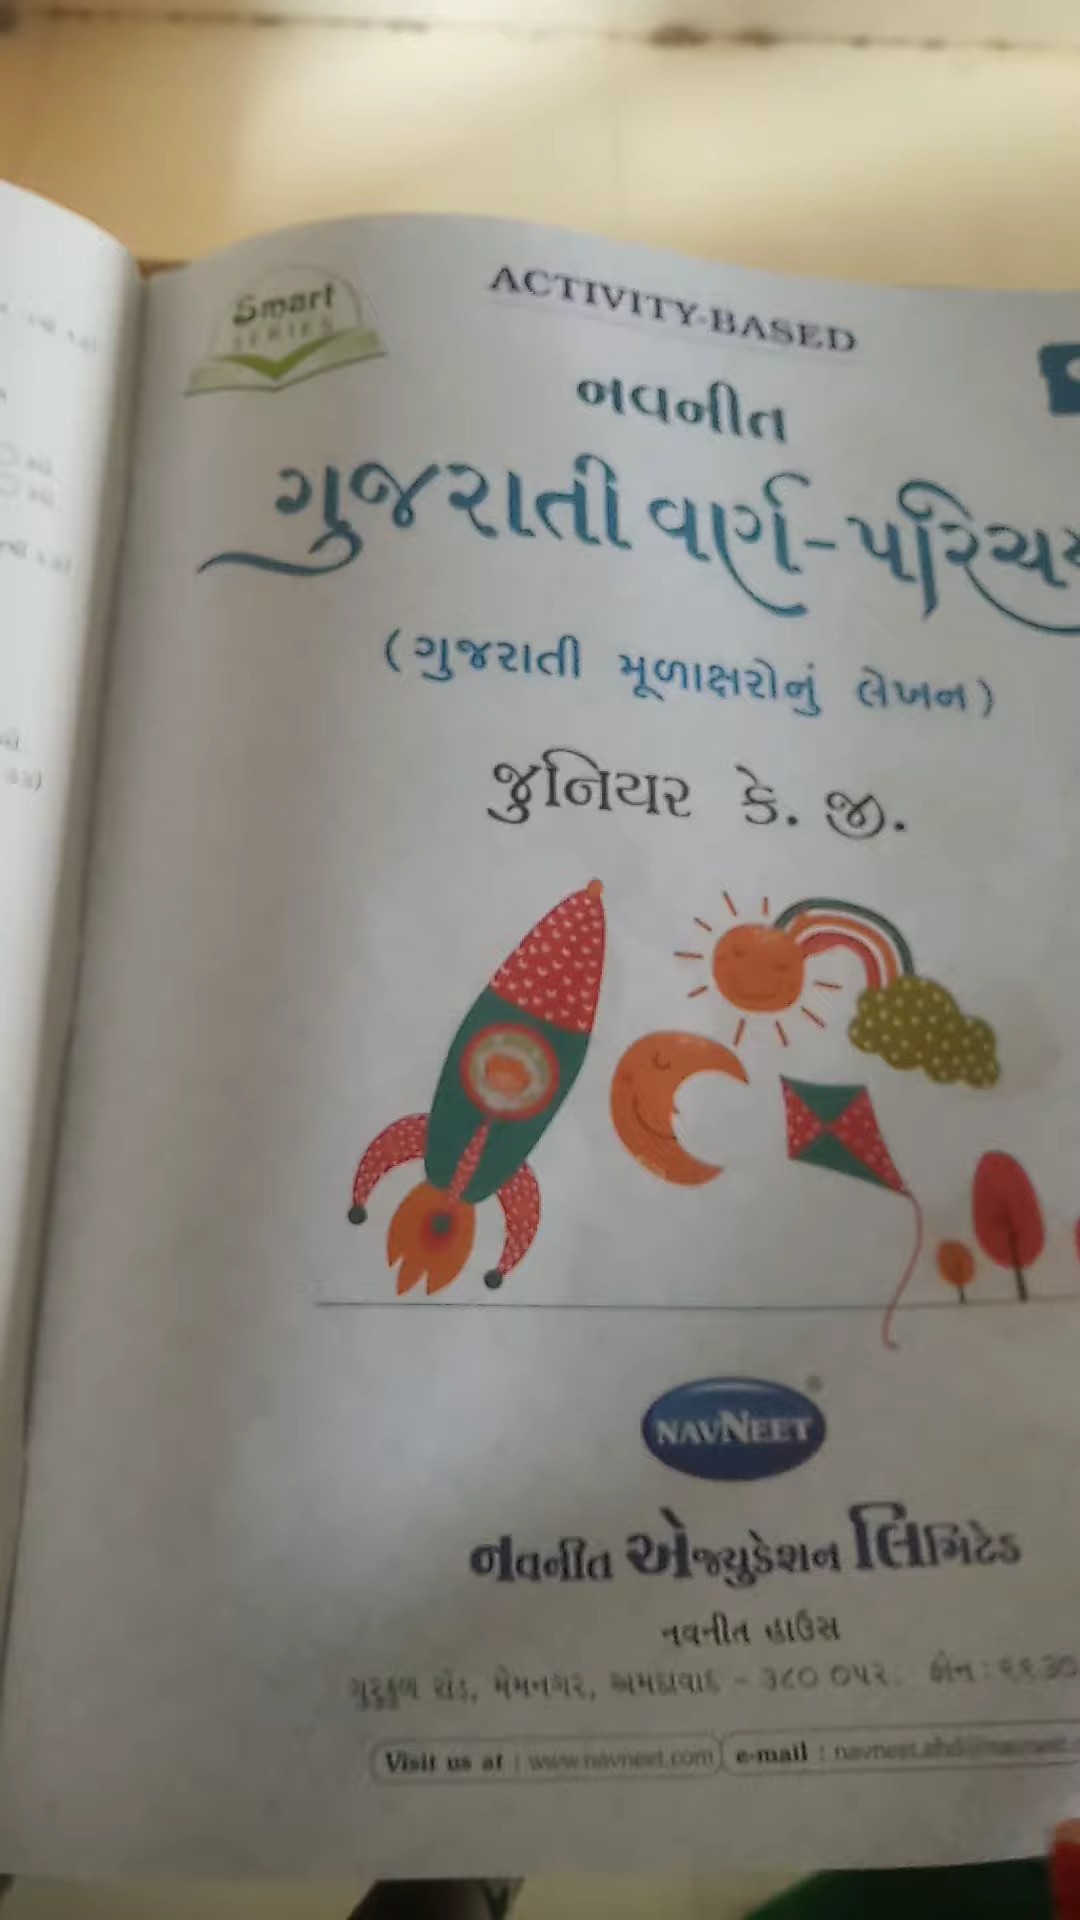 Smart
SERIES
ACTIVITY-BASED
નવનીત
ગુજરાતી વર્ણ-પરિચય
(ગુજરાતી મૂળાક્ષરોનું લેખન)
જુનિયર કે. જી.
NAVNEET
નવનીત એજ્યુકેશન લિમિટેડ
નવનીત હાઉસ
ગુરુકુળ રોડ, મેમનગર, અમદાવાદ – ૩૮૦ ૦૫૨. ફોન :
Visit us at : www.navneet.com e-mail :